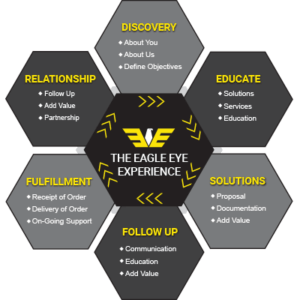 DISCOVERY
• About You
• About Us
• Define Objectives
EDUCATE
• Solutions
• Services
• Education
SOLUTIONS
• Proposal
• Documentation
• Add Value
FOLLOW UP
• Communication
• Education
• Add Value
FULFILLMENT
• Receipt of Order
• Delivery of Order
• On-Going Support
RELATIONSHIP
• Follow Up
• Add Value
• Partnership
THE EAGLE EYE
EXPERIENCE